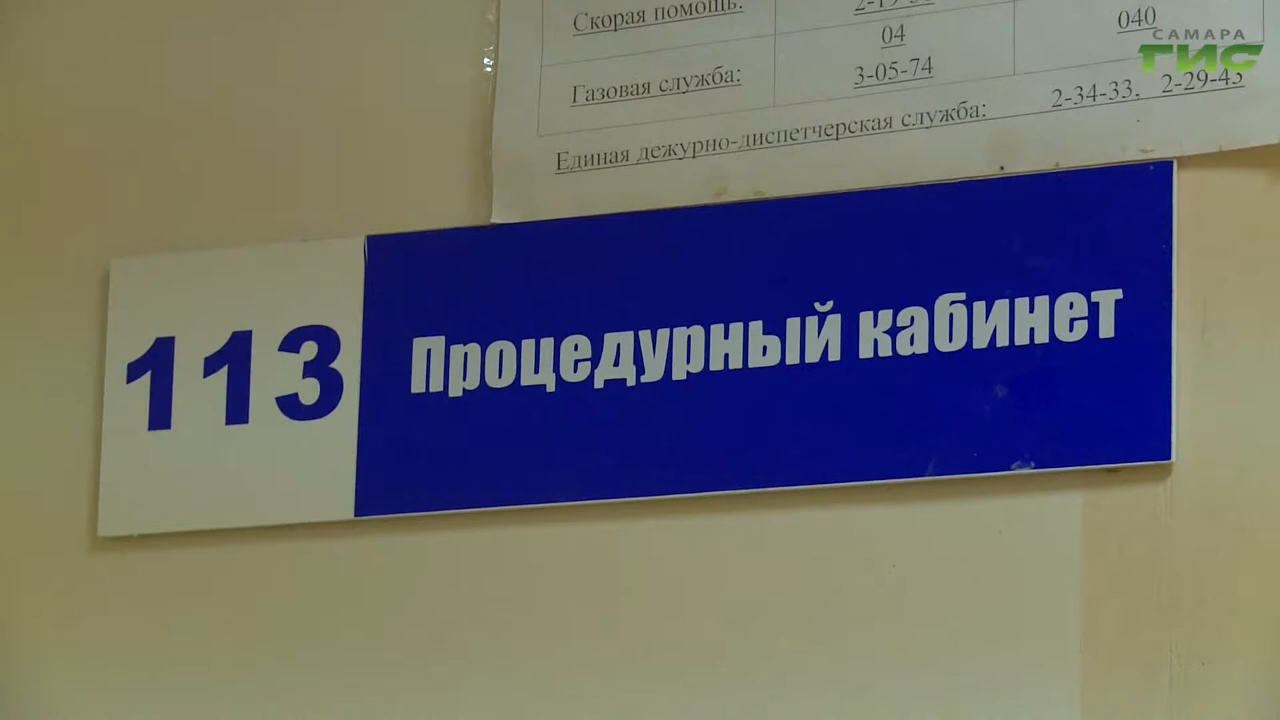 Скорая помощь:
040
04
Газовая служба:
3-05-74
Единая дежурно-диспетчерская служба: 2-34-33, 2-29-43
САМАРА
ГИС
113 Процедурный кабинет